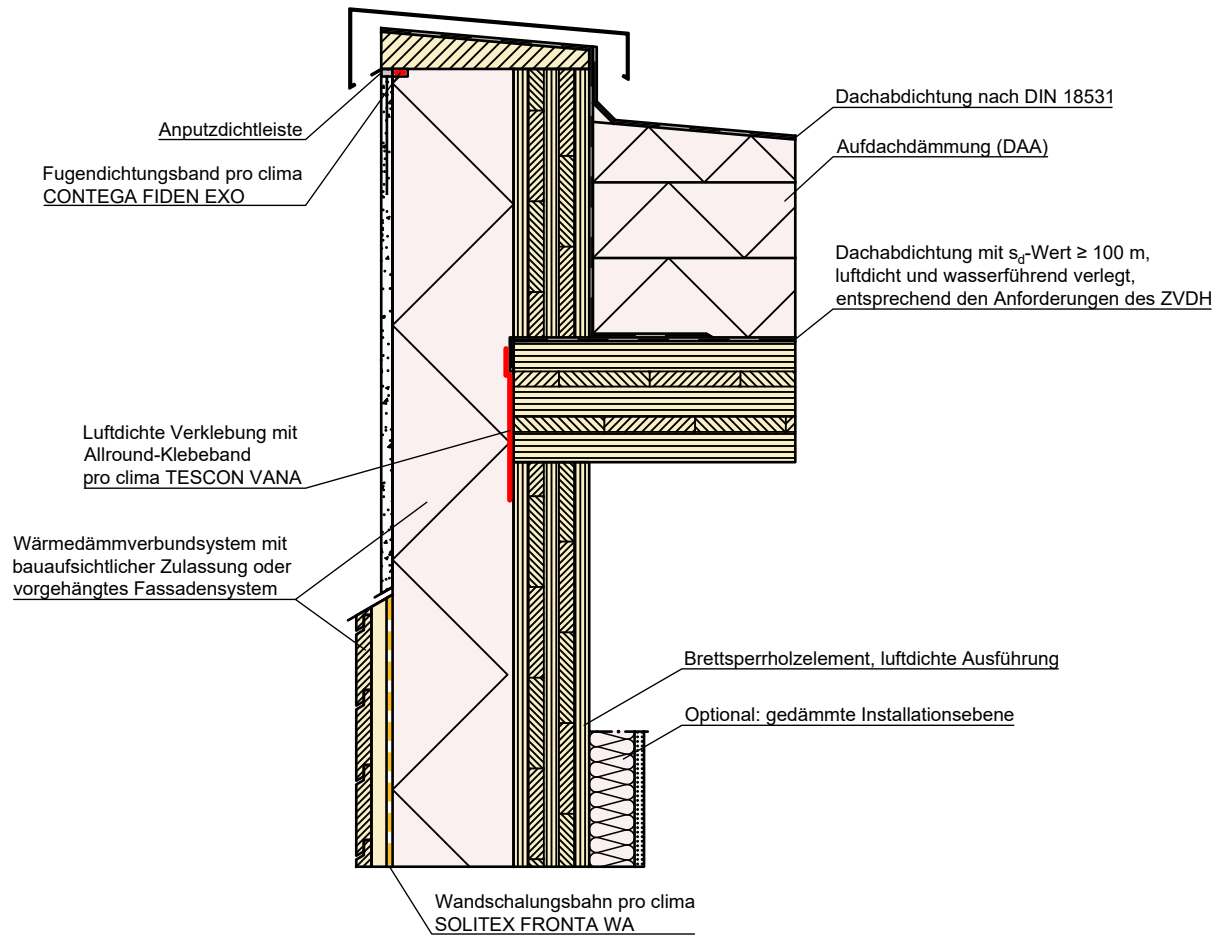 Anputzdichtleiste
Fugendichtungsband pro clima
CONTEGA FIDEN EXO
Dachabdichtung nach DIN 18531
Aufdachdämmung (DAA)
Dachabdichtung mit sd-Wert ≥ 100 m,
luftdicht und wasserführend verlegt,
entsprechend den Anforderungen des ZVDH
Luftdichte Verklebung mit
Allround-Klebeband
pro clima TESCON VANA
Wärmedämmverbundsystem mit
bauaufsichtlicher Zulassung oder
vorgehängtes Fassadensystem
Brettsperrholzelement, luftdichte Ausführung
Optional: gedämmte Installationsebene
Wandschalungsbahn pro clima
SOLITEX FRONTA WA